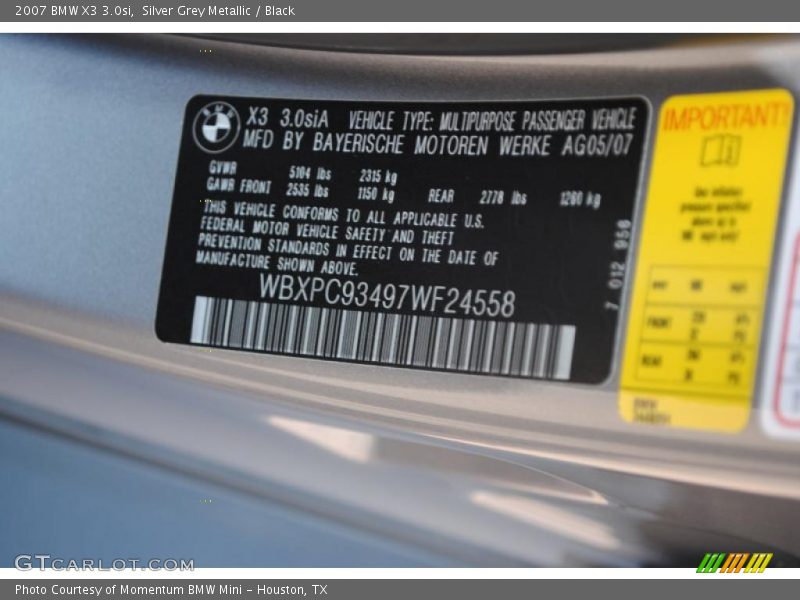 2007 BMW X3 3.0si, Silver Grey Metallic / Black
BMW
X3 3.0siA VEHICLE TYPE: MULTIPURPOSE PASSENGER VEHICLE
MFD BY BAYERISCHE MOTOREN WERKE AG05/07
GVWR 5104 lbs 2315 kg
GAWR FRONT 2535 lbs 1150 kg REAR 2778 lbs 1260 kg
THIS VEHICLE CONFORMS TO ALL APPLICABLE U.S.
FEDERAL MOTOR VEHICLE SAFETY AND THEFT
PREVENTION STANDARDS IN EFFECT ON THE DATE OF
MANUFACTURE SHOWN ABOVE.
WBXPC93497WF24558
7 012 958
IMPORTANT!
FRONT
REAR
GTCARLOT.COM
Photo Courtesy of Momentum BMW Mini - Houston, TX